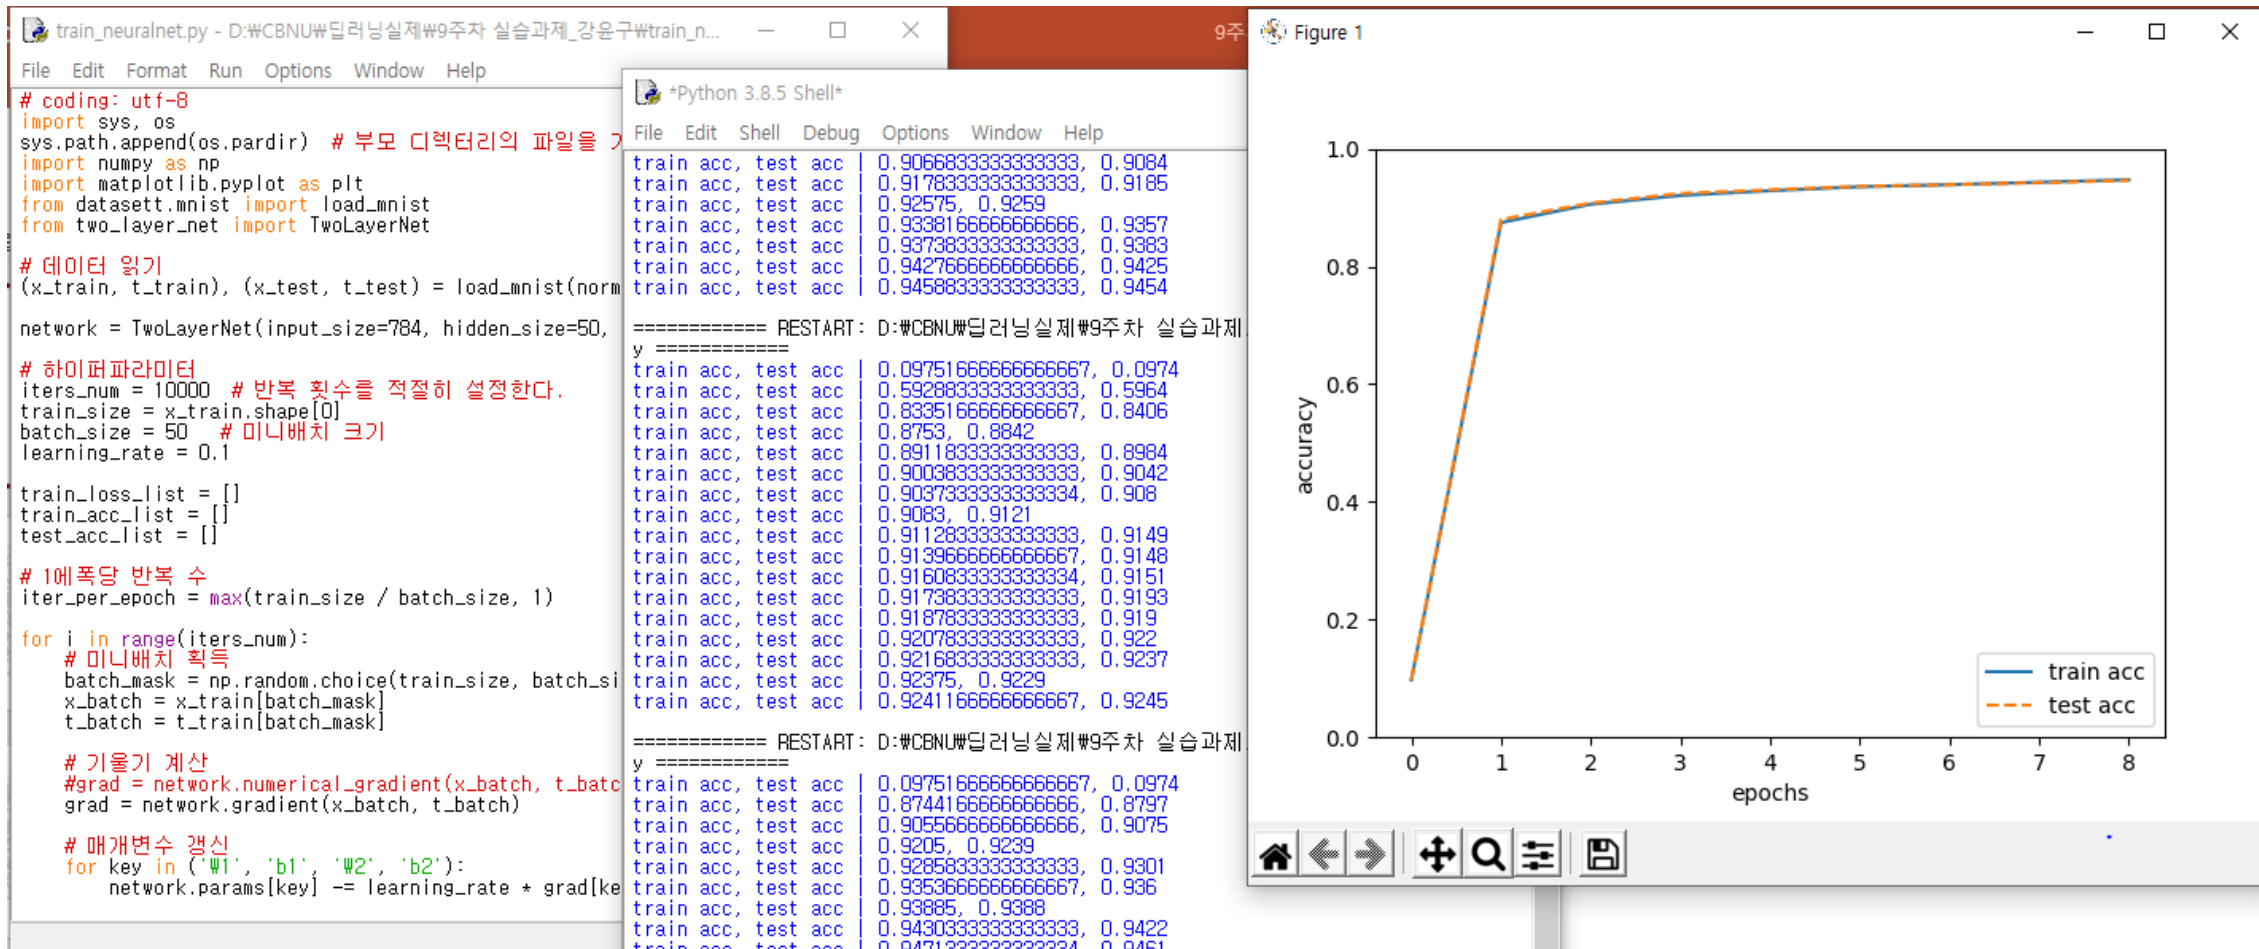 train_neuralnet.py - D:₩CBNU₩딥러닝실제₩9주차 실습과제_강윤구₩train_n...
File Edit Format Run Options Window Help
# coding: utf-8
import sys, os
sys.path.append(os.pardir)  # 부모 디렉터리의 파일을
import numpy as np
import matplotlib.pyplot as plt
from datasett.mnist import load_mnist
from two_layer_net import TwoLayerNet
# 데이터 읽기
(x_train, t_train), (x_test, t_test) = load_mnist(norm
network = TwoLayerNet(input_size=784, hidden_size=50,
# 하이퍼파라미터
iters_num = 10000  # 반복 횟수를 적절히 설정한다.
train_size = x_train.shape[0]
batch_size = 50   # 미니배치 크기
learning_rate = 0.1
train_loss_list = []
train_acc_list = []
test_acc_list = []
# 1에폭당 반복 수
iter_per_epoch = max(train_size / batch_size, 1)
for i in range(iters_num):
    # 미니배치 획득
    batch_mask = np.random.choice(train_size, batch_si
    x_batch = x_train[batch_mask]
    t_batch = t_train[batch_mask]
    # 기울기 계산
    #grad = network.numerical_gradient(x_batch, t_batc
    grad = network.gradient(x_batch, t_batch)
    # 매개변수 갱신
    for key in ('W1', 'b1', 'W2', 'b2'):
        network.params[key] -= learning_rate * grad[ke
*Python 3.8.5 Shell*
File Edit Shell Debug Options Window Help
train acc, test acc | 0.9066833333333333, 0.9084
train acc, test acc | 0.9178333333333333, 0.9185
train acc, test acc | 0.92575, 0.9259
train acc, test acc | 0.9338166666666666, 0.9357
train acc, test acc | 0.9373833333333333, 0.9383
train acc, test acc | 0.9427666666666666, 0.9425
train acc, test acc | 0.9458833333333333, 0.9454
============ RESTART: D:₩CBNU₩딥러닝실제₩9주차 실습과제
y ============
train acc, test acc | 0.09751666666666667, 0.0974
train acc, test acc | 0.5928833333333333, 0.5964
train acc, test acc | 0.8335166666666667, 0.8406
train acc, test acc | 0.8753, 0.8842
train acc, test acc | 0.8911833333333333, 0.8984
train acc, test acc | 0.9003833333333333, 0.9042
train acc, test acc | 0.9037333333333334, 0.908
train acc, test acc | 0.9083, 0.9121
train acc, test acc | 0.9112833333333333, 0.9149
train acc, test acc | 0.9139666666666667, 0.9148
train acc, test acc | 0.9160833333333334, 0.9151
train acc, test acc | 0.9173833333333333, 0.9193
train acc, test acc | 0.9187833333333333, 0.919
train acc, test acc | 0.9207833333333333, 0.922
train acc, test acc | 0.9216833333333333, 0.9237
train acc, test acc | 0.92375, 0.9229
train acc, test acc | 0.9241166666666667, 0.9245
============ RESTART: D:₩CBNU₩딥러닝실제₩9주차 실습과제
y ============
train acc, test acc | 0.09751666666666667, 0.0974
train acc, test acc | 0.8744166666666666, 0.8797
train acc, test acc | 0.9055666666666666, 0.9075
train acc, test acc | 0.9205, 0.9239
train acc, test acc | 0.9285833333333333, 0.9301
train acc, test acc | 0.9353666666666667, 0.936
train acc, test acc | 0.93885, 0.9388
train acc, test acc | 0.9430333333333333, 0.9422
train acc, test acc | 0.9471333333333334, 0.9461
9주
Figure 1
1.0
0.8
0.6
0.4
0.2
0.0
accuracy
train acc
test acc
0 1 2 3 4 5 6 7 8
epochs